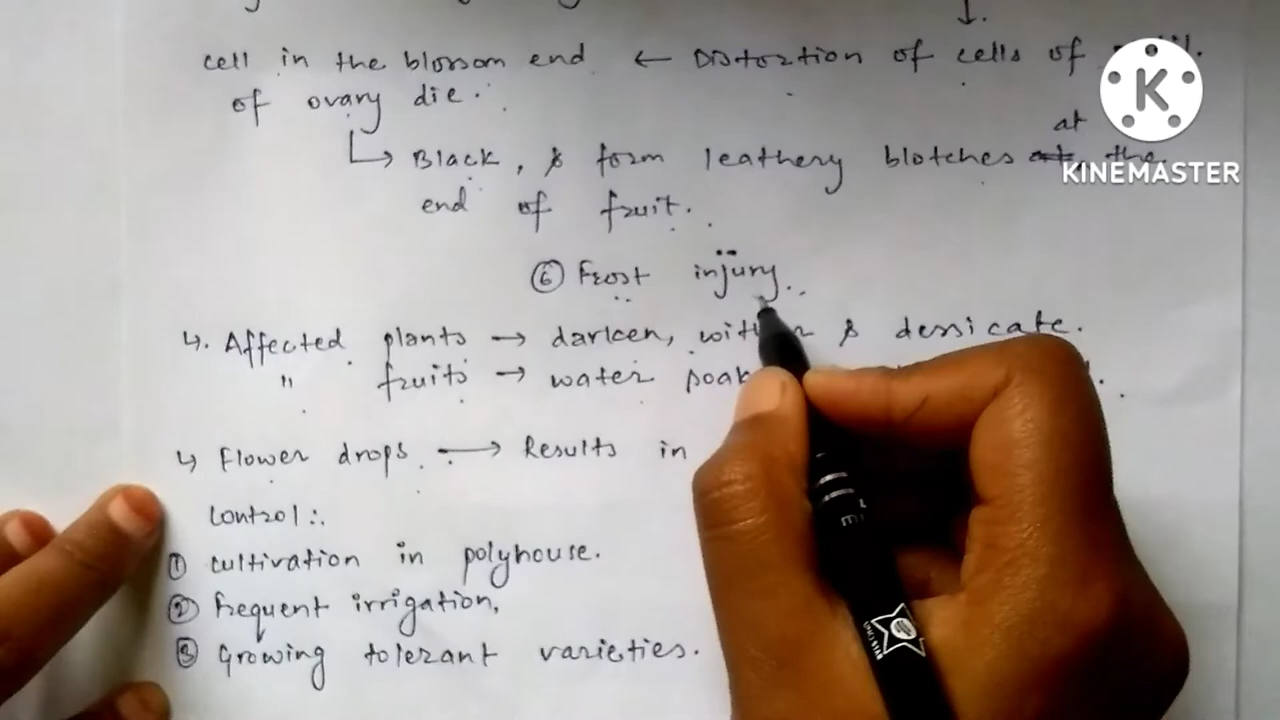 cell in the blossom end ← Distortion of cells of
of ovary die.
at
↳ Black, & form leathery blotches the
end of fruit.
⑥ Frost injury.
↳. Affected plants → darken, & dessicate.
" fruits → water
↳ Flower drops. → Results in
Control:.
① cultivation in polyhouse.
② frequent irrigation,
③ Growing tolerant varieties.
K
KINEMASTER